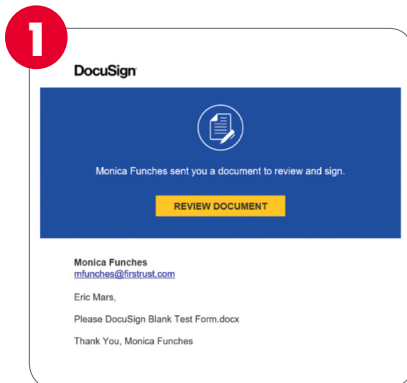 1
DocuSign
Monica Funches sent you a document to review and sign.
REVIEW DOCUMENT
Monica Funches
mfunches@firstrust.com
Eric Mars,
Please DocuSign Blank Test Form.docx
Thank You, Monica Funches